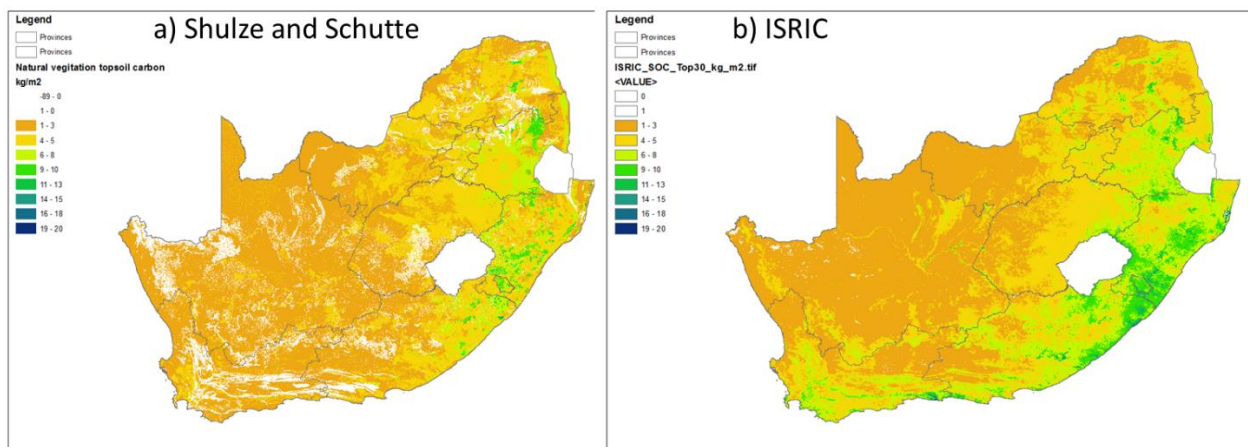 Legend
Provinces
Provinces
Natural vegitation topsoil carbon
kg/m2
-89 - 0
1 - 0
1 - 3
4 - 5
6 - 8
9 - 10
11 - 13
14 - 15
16 - 18
19 - 20
a) Shulze and Schutte
Legend
Provinces
Provinces
ISRIC_SOC_Top30_kg_m2.tif
<VALUE>
0
1
1 - 3
4 - 5
6 - 8
9 - 10
11 - 13
14 - 15
16 - 18
19 - 20
b) ISRIC